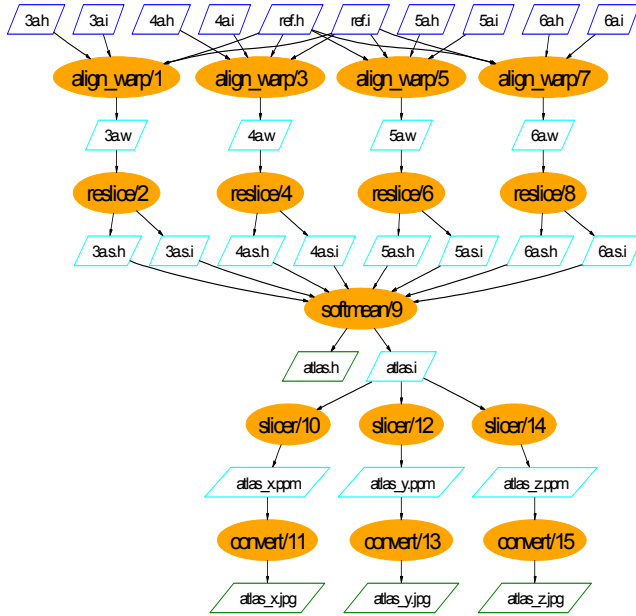 3a.h 3a.i 4a.h 4a.i ref.h ref.i 5a.h 5a.i 6a.h 6a.i
align_warp/1 align_warp/3 align_warp/5 align_warp/7
3a.w 4a.w 5a.w 6a.w
reslice/2 reslice/4 reslice/6 reslice/8
3a.s.h 3a.s.i 4a.s.h 4a.s.i 5a.s.h 5a.s.i 6a.s.h 6a.s.i
softmean/9
atlas.h atlas.i
slicer/10 slicer/12 slicer/14
atlas_x.ppm atlas_y.ppm atlas_z.ppm
convert/11 convert/13 convert/15
atlas_x.jpg atlas_y.jpg atlas_z.jpg